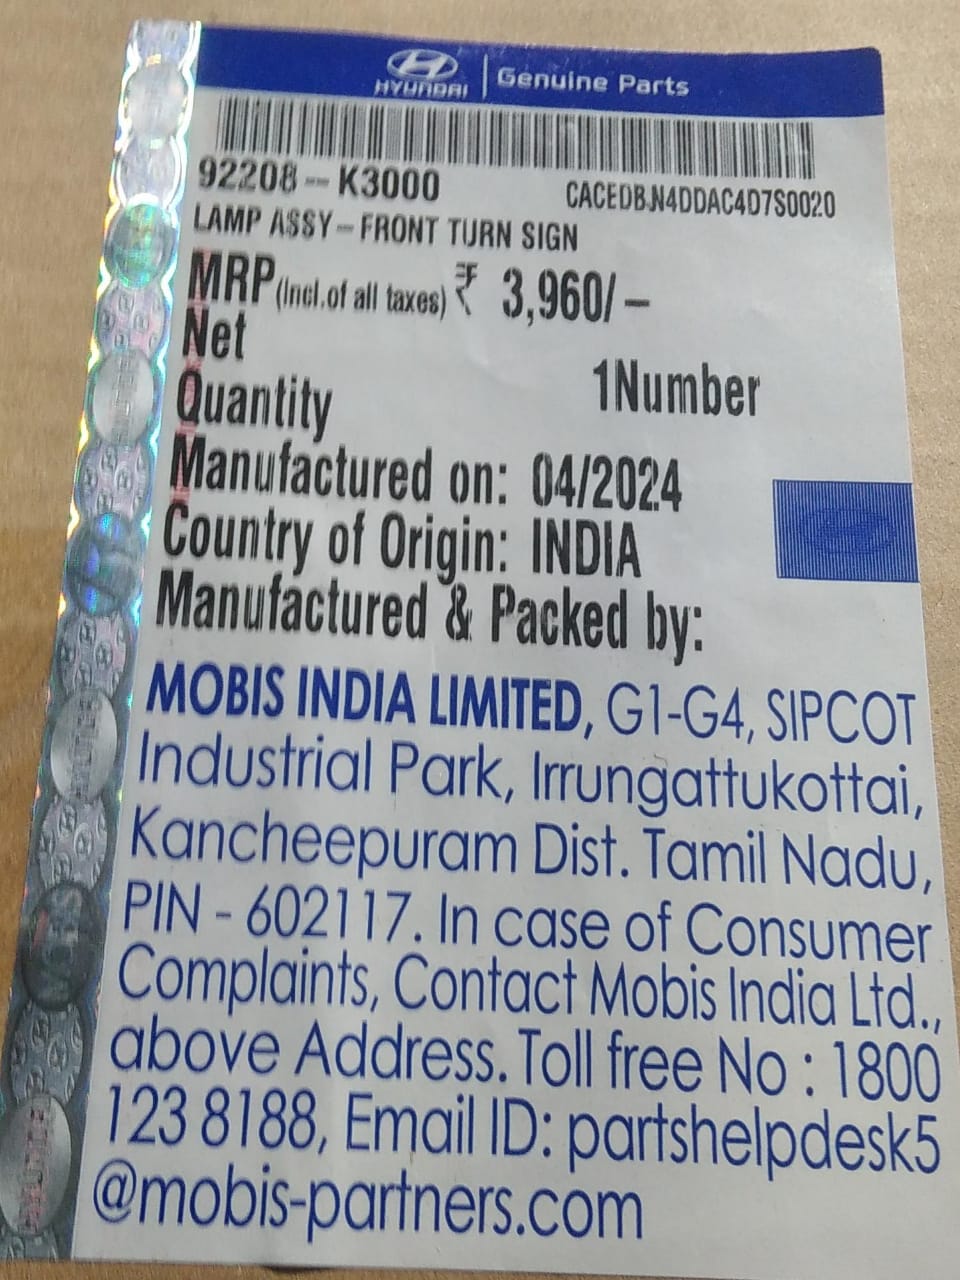 HYUNDAI | Genuine Parts
92208-K3000 CACEDBJN4DDAC4D7S0020
LAMP ASSY-FRONT TURN SIGN
MRP(Incl.of all taxes) ₹ 3,960/-
Net
Quantity 1Number
Manufactured on: 04/2024
Country of Origin: INDIA
Manufactured & Packed by:
MOBIS INDIA LIMITED, G1-G4, SIPCOT
Industrial Park, Irrungattukottai,
Kancheepuram Dist. Tamil Nadu,
PIN - 602117. In case of Consumer
Complaints, Contact Mobis India Ltd.,
above Address. Toll free No : 1800
123 8188, Email ID: partshelpdesk5
@mobis-partners.com